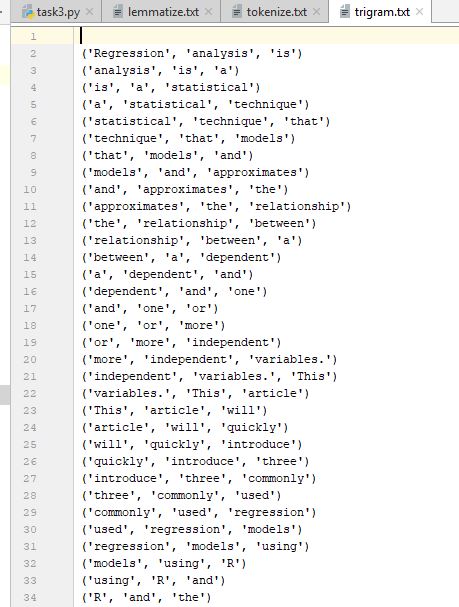 task3.py lemmatize.txt tokenize.txt trigram.txt
1
2 ('Regression', 'analysis', 'is')
3 ('analysis', 'is', 'a')
4 ('is', 'a', 'statistical')
5 ('a', 'statistical', 'technique')
6 ('statistical', 'technique', 'that')
7 ('technique', 'that', 'models')
8 ('that', 'models', 'and')
9 ('models', 'and', 'approximates')
10 ('and', 'approximates', 'the')
11 ('approximates', 'the', 'relationship')
12 ('the', 'relationship', 'between')
13 ('relationship', 'between', 'a')
14 ('between', 'a', 'dependent')
15 ('a', 'dependent', 'and')
16 ('dependent', 'and', 'one')
17 ('and', 'one', 'or')
18 ('one', 'or', 'more')
19 ('or', 'more', 'independent')
20 ('more', 'independent', 'variables.')
21 ('independent', 'variables.', 'This')
22 ('variables.', 'This', 'article')
23 ('This', 'article', 'will')
24 ('article', 'will', 'quickly')
25 ('will', 'quickly', 'introduce')
26 ('quickly', 'introduce', 'three')
27 ('introduce', 'three', 'commonly')
28 ('three', 'commonly', 'used')
29 ('commonly', 'used', 'regression')
30 ('used', 'regression', 'models')
31 ('regression', 'models', 'using')
32 ('models', 'using', 'R')
33 ('using', 'R', 'and')
34 ('R', 'and', 'the')